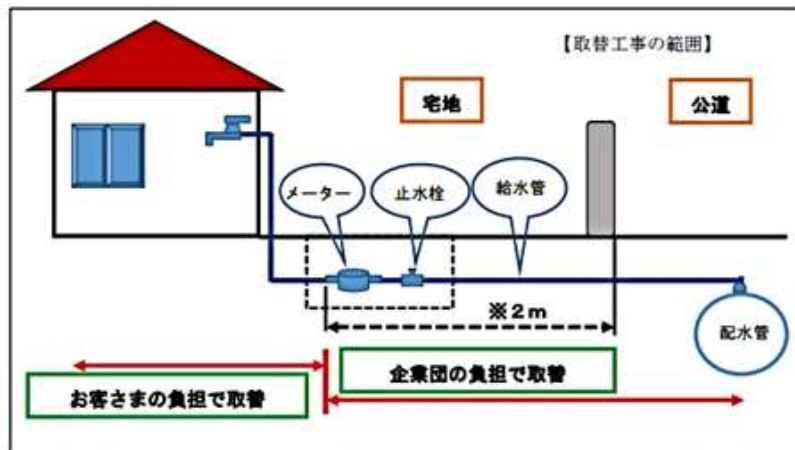 【取替工事の範囲】
宅地
公道
メーター
止水栓
給水管
※2m
配水管
企業団の負担で取替
お客さまの負担で取替